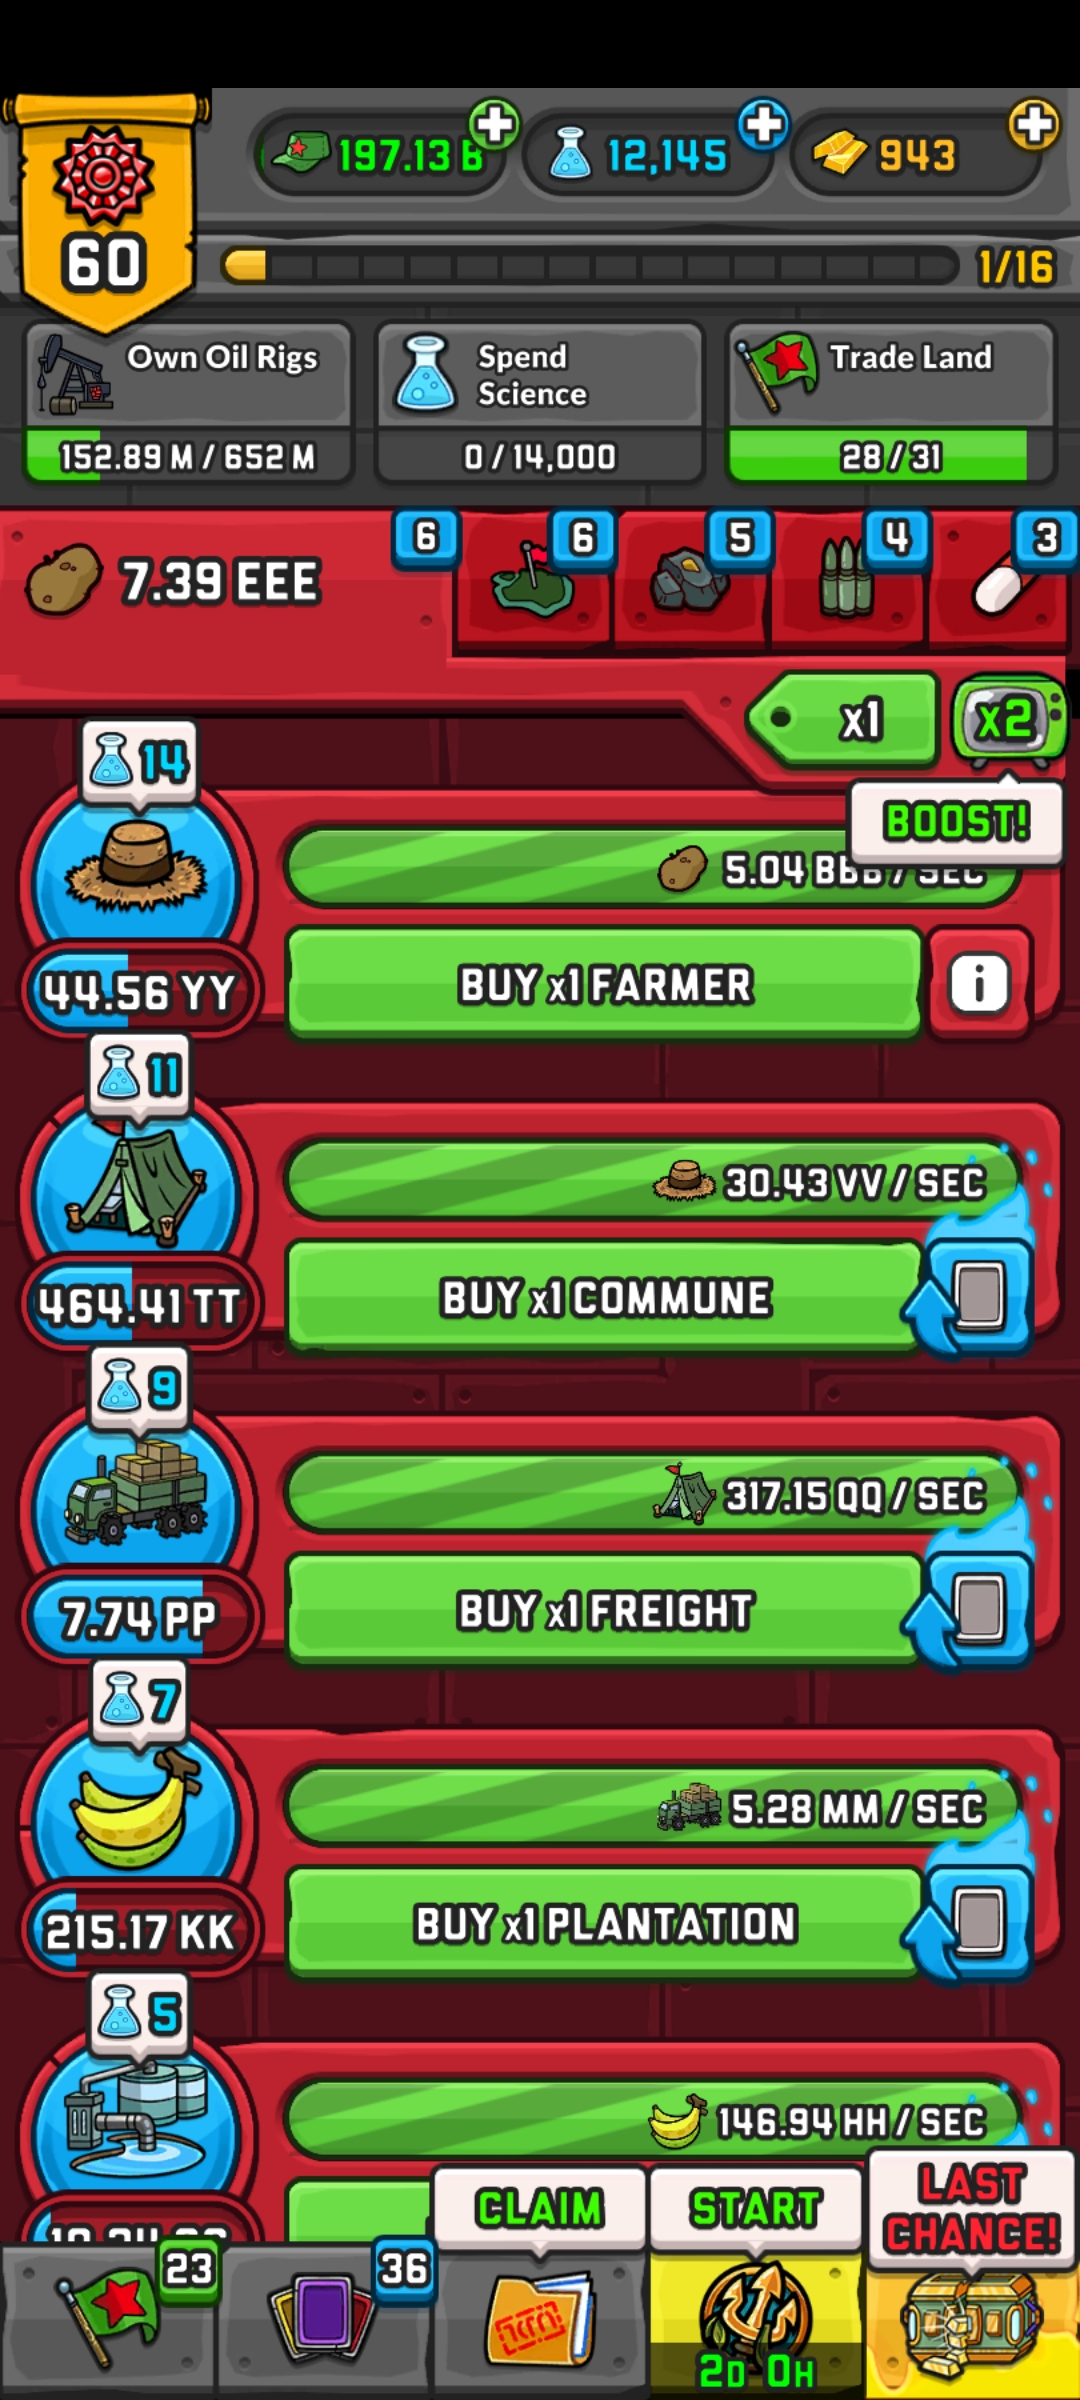 197.13 B
12,145
943
60
1/16
Own Oil Rigs
Spend
Science
Trade Land
152.89 M / 652 M
0 / 14,000
28 / 31
6
6
5
4
3
7.39 EEE
x1
x2
BOOST!
14
5.04 BBB / SEC
44.56 YY
BUY x1 FARMER
i
11
30.43 VV / SEC
464.41 TT
BUY x1 COMMUNE
9
317.15 QQ / SEC
7.74 PP
BUY x1 FREIGHT
7
5.28 MM / SEC
215.17 KK
BUY x1 PLANTATION
5
146.94 HH / SEC
CLAIM
START
LAST
CHANCE!
23
36
2D 0H